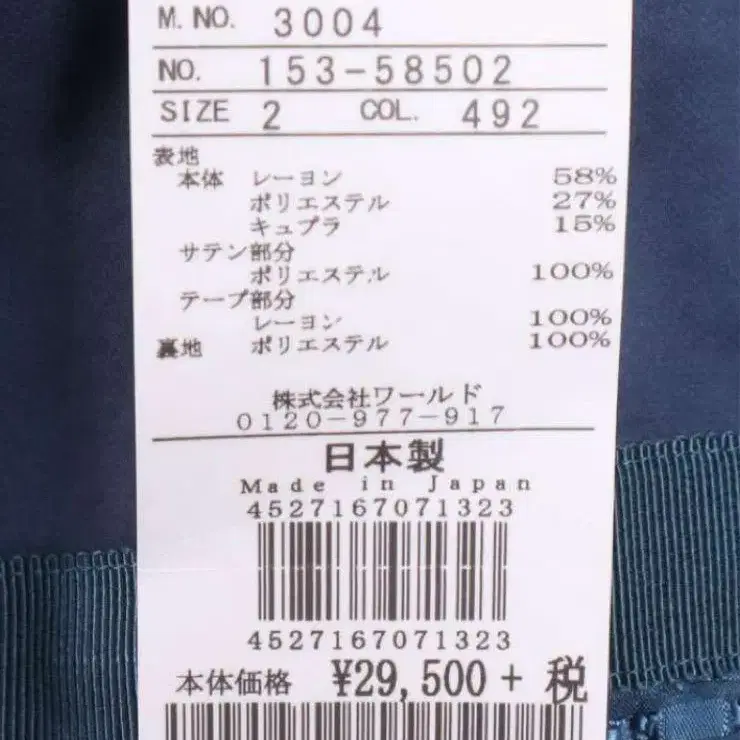 M. NO. 3004
NO. 153-58502
SIZE 2 COL. 492
表地
本体 レーヨン 58%
ポリエステル 27%
キュプラ 15%
サテン部分
ポリエステル 100%
テープ部分
レーヨン 100%
裏地 ポリエステル 100%
株式会社ワールド
0120-977-917
日本製
Made in Japan
4527167071323
4527167071323
本体価格 ¥29,500 + 税